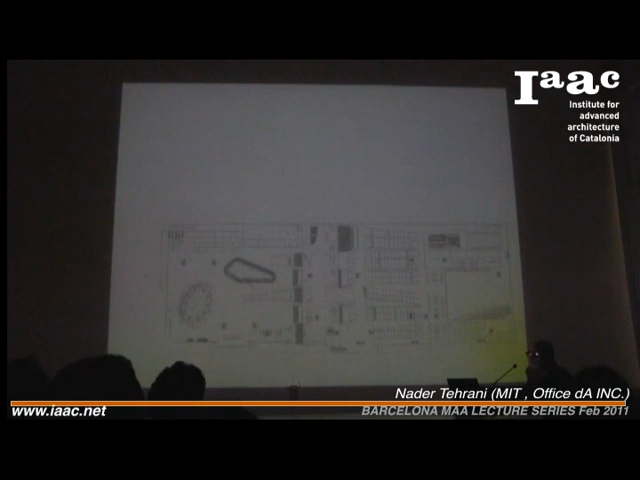 Iaac
Institute for
advanced
architecture
of Catalonia
Nader Tehrani (MIT , Office dA INC.)
www.iaac.net
BARCELONA MAA LECTURE SERIES Feb 2011